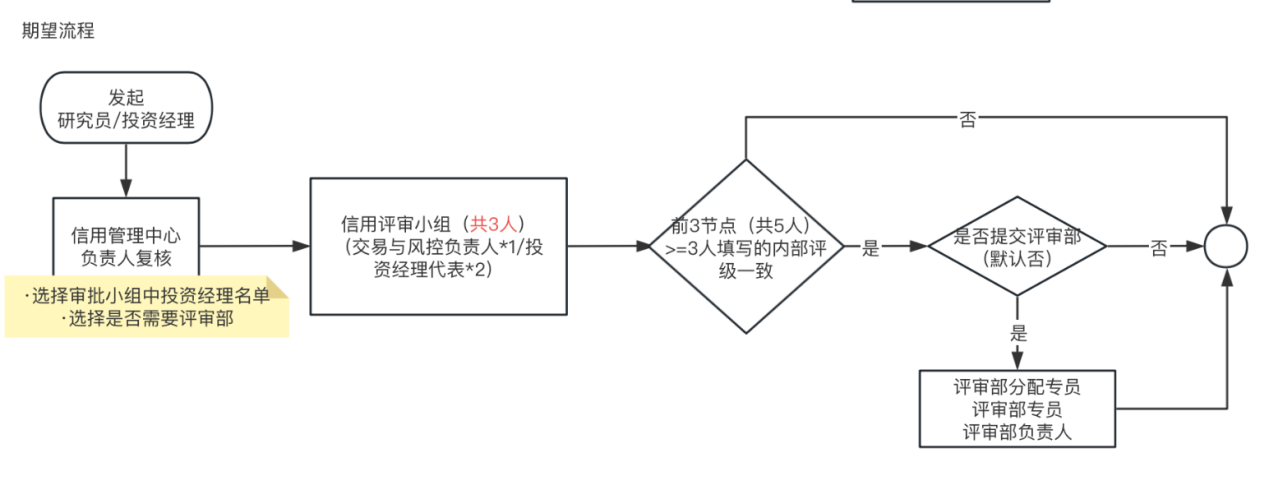 期望流程
发起
研究员/投资经理
信用管理中心
负责人复核
·选择审批小组中投资经理名单
·选择是否需要评审部
信用评审小组（共3人）
（交易与风控负责人*1/投
资经理代表*2）
前3节点（共5人）
>=3人填写的内部评
级一致
否
是
是否提交评审部
（默认否）
否
是
评审部分配专员
评审部专员
评审部负责人